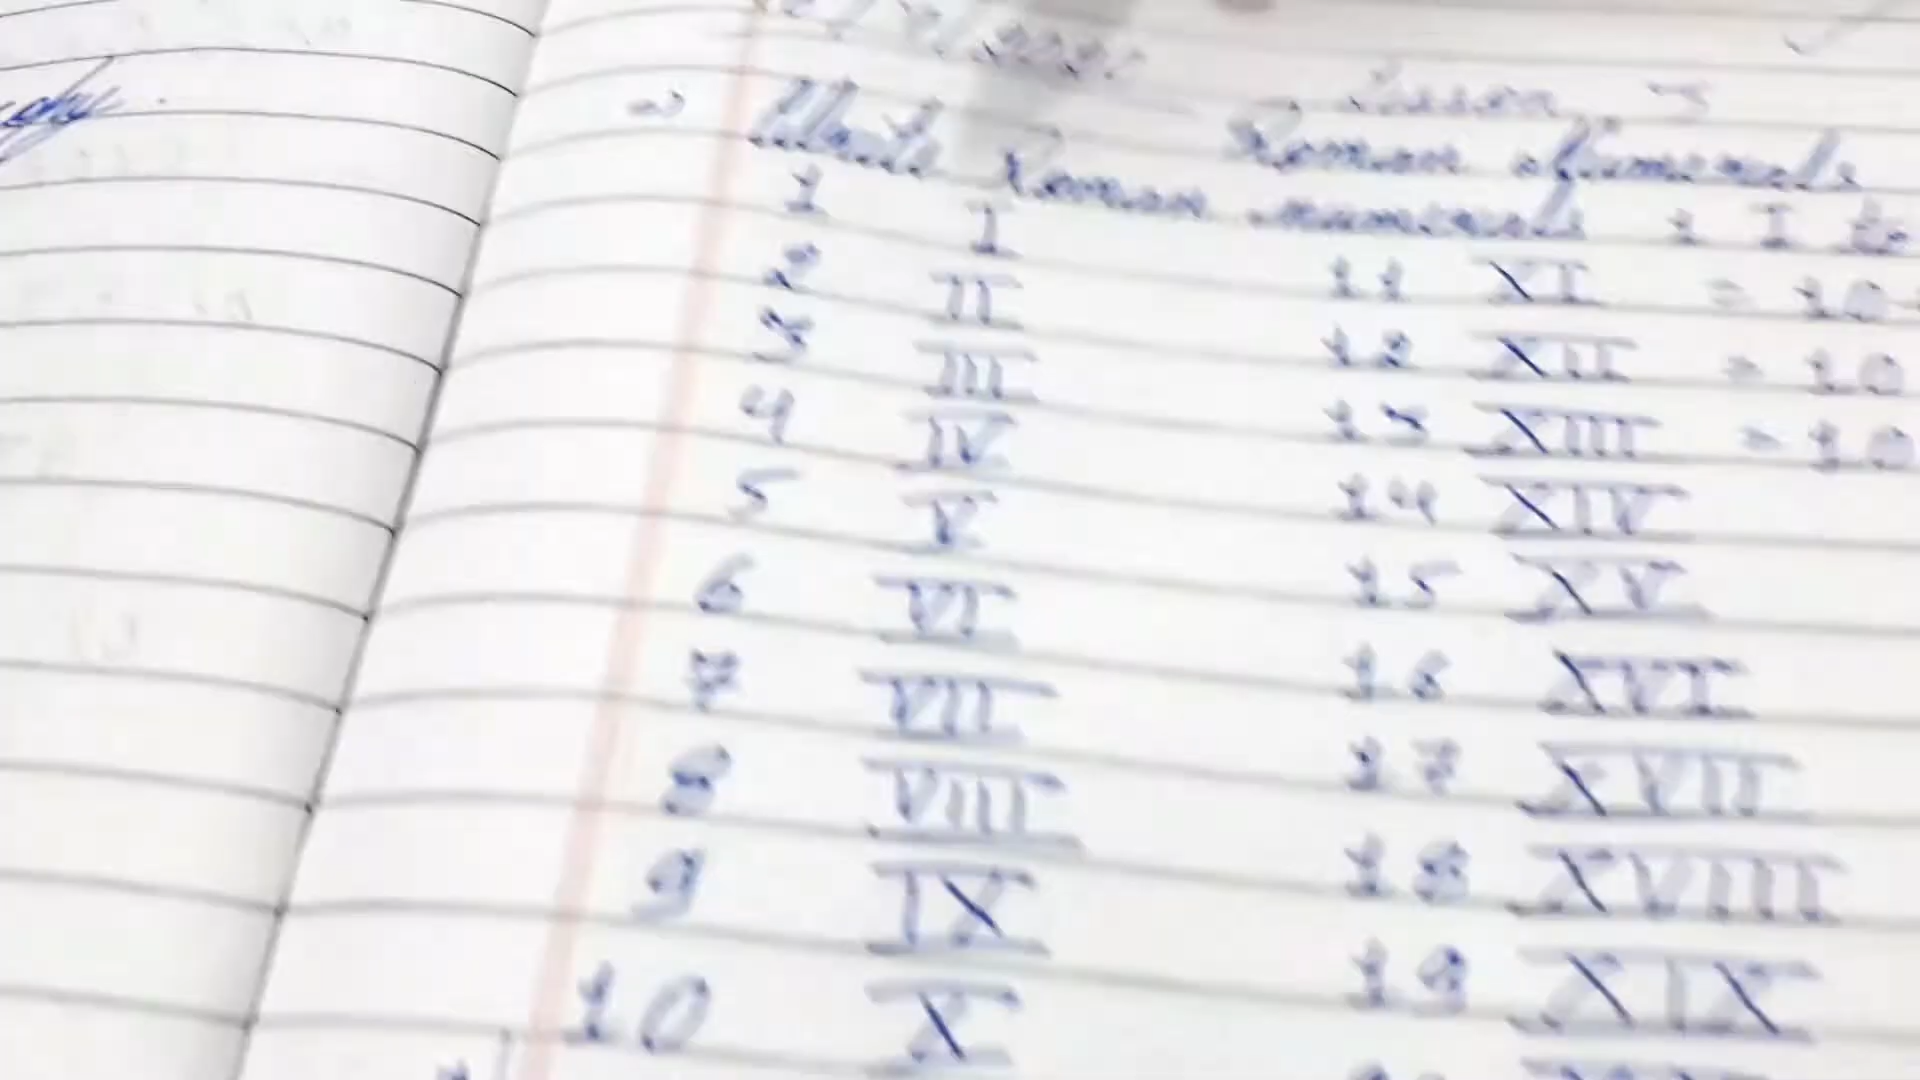 Lesson
Roman Numerals
Write Roman numerals : I to
1 I
2 II
3 III
4 IV
5 V
6 VI
7 VII
8 VIII
9 IX
10 X
11 XI = 10
12 XII = 10
13 XIII = 10
14 XIV
15 XV
16 XVI
17 XVII
18 XVIII
19 XIX